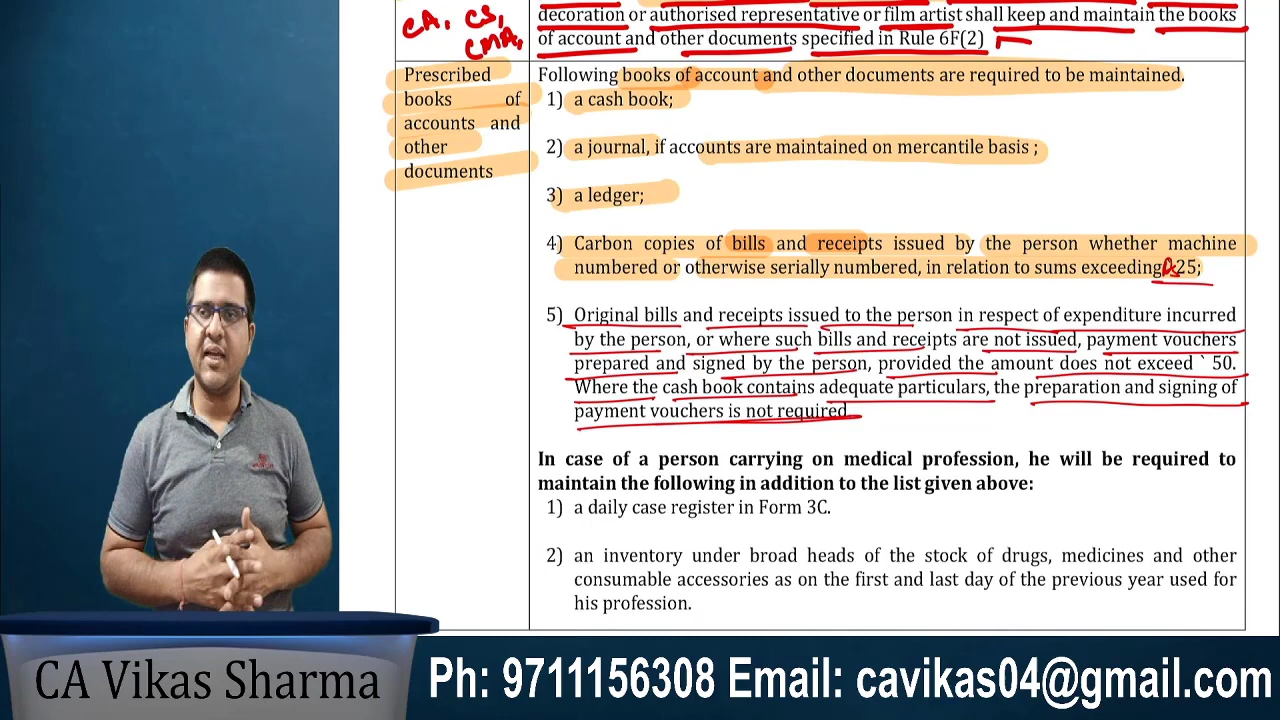 decoration or authorised representative or film artist shall keep and maintain the books
of account and other documents specified in Rule 6F(2)
CA, CS,
CMA,
Prescribed
books of
accounts and
other
documents
Following books of account and other documents are required to be maintained.
1) a cash book;
2) a journal, if accounts are maintained on mercantile basis ;
3) a ledger;
4) Carbon copies of bills and receipts issued by the person whether machine
numbered or otherwise serially numbered, in relation to sums exceeding Rs 25;
5) Original bills and receipts issued to the person in respect of expenditure incurred
by the person, or where such bills and receipts are not issued, payment vouchers
prepared and signed by the person, provided the amount does not exceed ` 50.
Where the cash book contains adequate particulars, the preparation and signing of
payment vouchers is not required
In case of a person carrying on medical profession, he will be required to
maintain the following in addition to the list given above:
1) a daily case register in Form 3C.
2) an inventory under broad heads of the stock of drugs, medicines and other
consumable accessories as on the first and last day of the previous year used for
his profession.
CA Vikas Sharma
Ph: 9711156308 Email: cavikas04@gmail.com